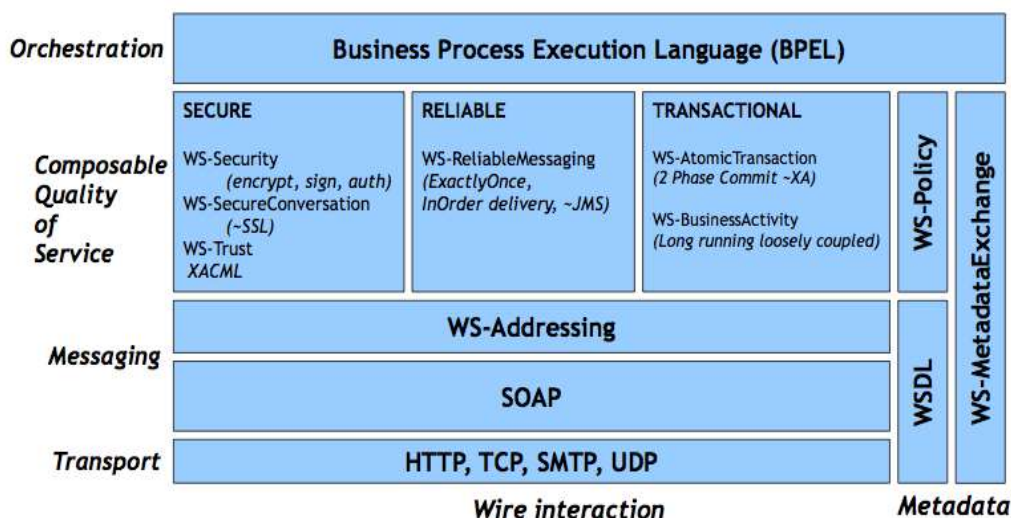 Orchestration
Business Process Execution Language (BPEL)
Composable
Quality
of
Service
SECURE
WS-Security
(encrypt, sign, auth)
WS-SecureConversation
(~SSL)
WS-Trust
XACML
RELIABLE
WS-ReliableMessaging
(ExactlyOnce,
InOrder delivery, ~JMS)
TRANSACTIONAL
WS-AtomicTransaction
(2 Phase Commit ~XA)
WS-BusinessActivity
(Long running loosely coupled)
WS-Policy
WS-MetadataExchange
Messaging
WS-Addressing
SOAP
WSDL
Transport
HTTP, TCP, SMTP, UDP
Wire interaction
Metadata